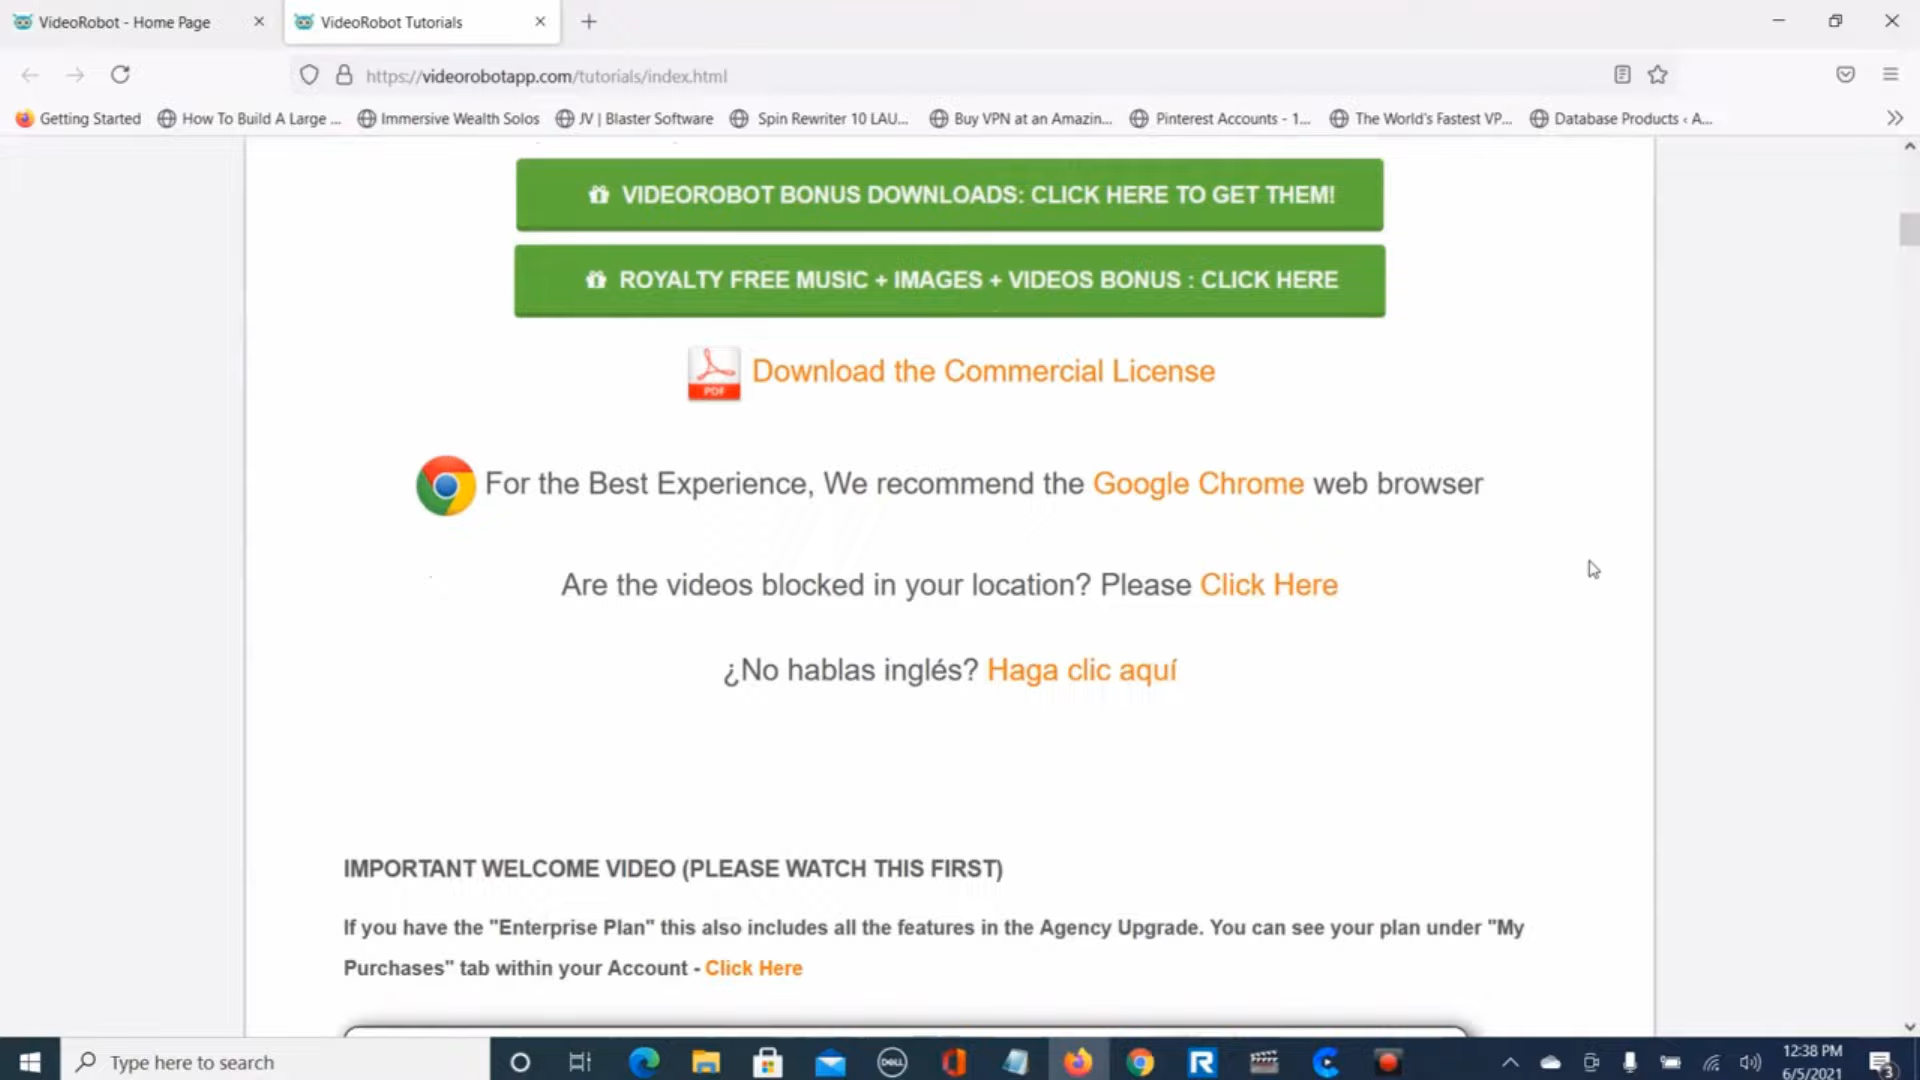 VideoRobot - Home Page
VideoRobot Tutorials
https://videorobotapp.com/tutorials/index.html
Getting Started
How To Build A Large ...
Immersive Wealth Solos
JV | Blaster Software
Spin Rewriter 10 LAU...
Buy VPN at an Amazin...
Pinterest Accounts - 1...
The World's Fastest VP...
Database Products ‹ A...
VIDEOROBOT BONUS DOWNLOADS: CLICK HERE TO GET THEM!
ROYALTY FREE MUSIC + IMAGES + VIDEOS BONUS : CLICK HERE
PDF
Download the Commercial License
For the Best Experience, We recommend the Google Chrome web browser
Are the videos blocked in your location? Please Click Here
¿No hablas inglés? Haga clic aquí
IMPORTANT WELCOME VIDEO (PLEASE WATCH THIS FIRST)
If you have the "Enterprise Plan" this also includes all the features in the Agency Upgrade. You can see your plan under "My
Purchases" tab within your Account - Click Here
Type here to search
DELL
R
12:38 PM
6/5/2021
3